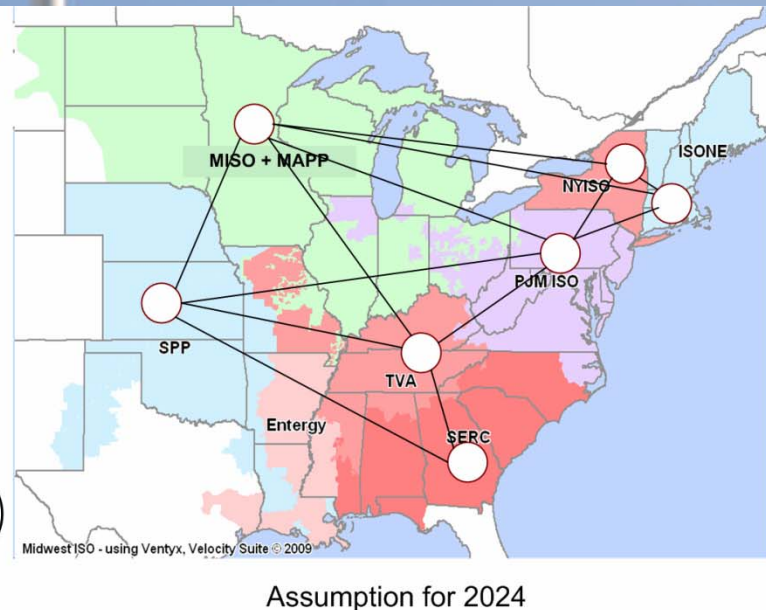 MISO + MAPP
ISONE
NYISO
PJM ISO
SPP
TVA
Entergy
SERC
)
Midwest ISO - using Ventyx, Velocity Suite © 2009
Assumption for 2024